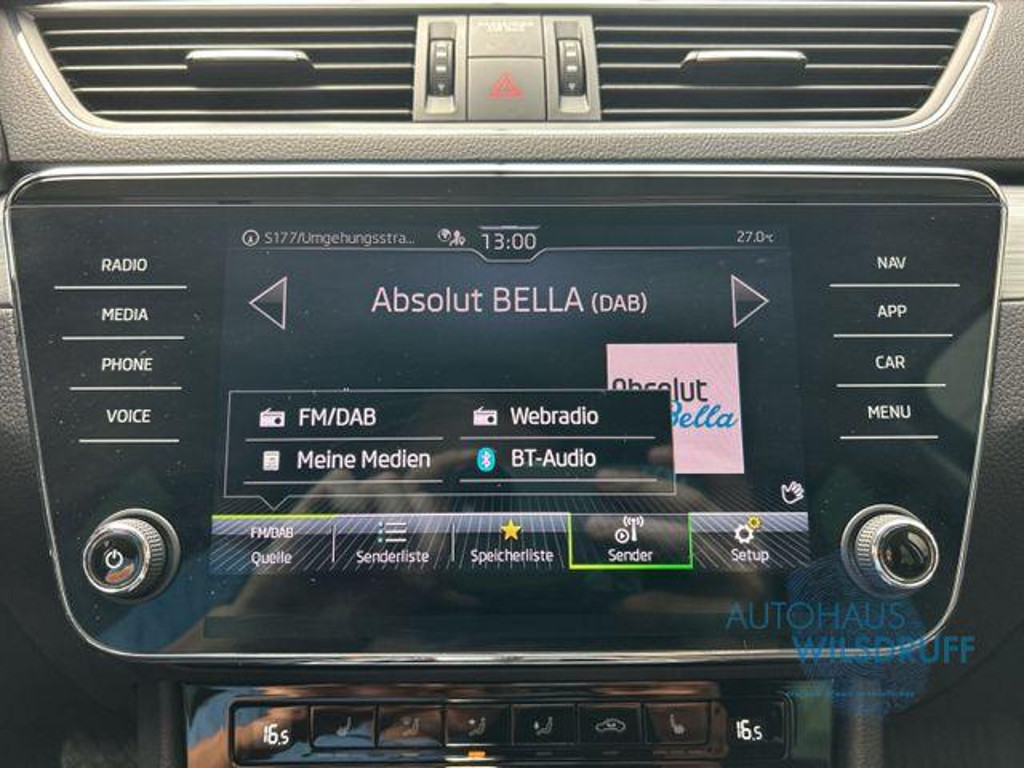 S177/Umgehungsstra...
13:00
27.0°C
RADIO
MEDIA
PHONE
VOICE
NAV
APP
CAR
MENU
Absolut BELLA (DAB)
Absolut
Bella
FM/DAB
Webradio
Meine Medien
BT-Audio
FM/DAB
Quelle
Senderliste
Speicherliste
Sender
Setup
AUTOHAUS
WILSDRUFF
16.5
16.5